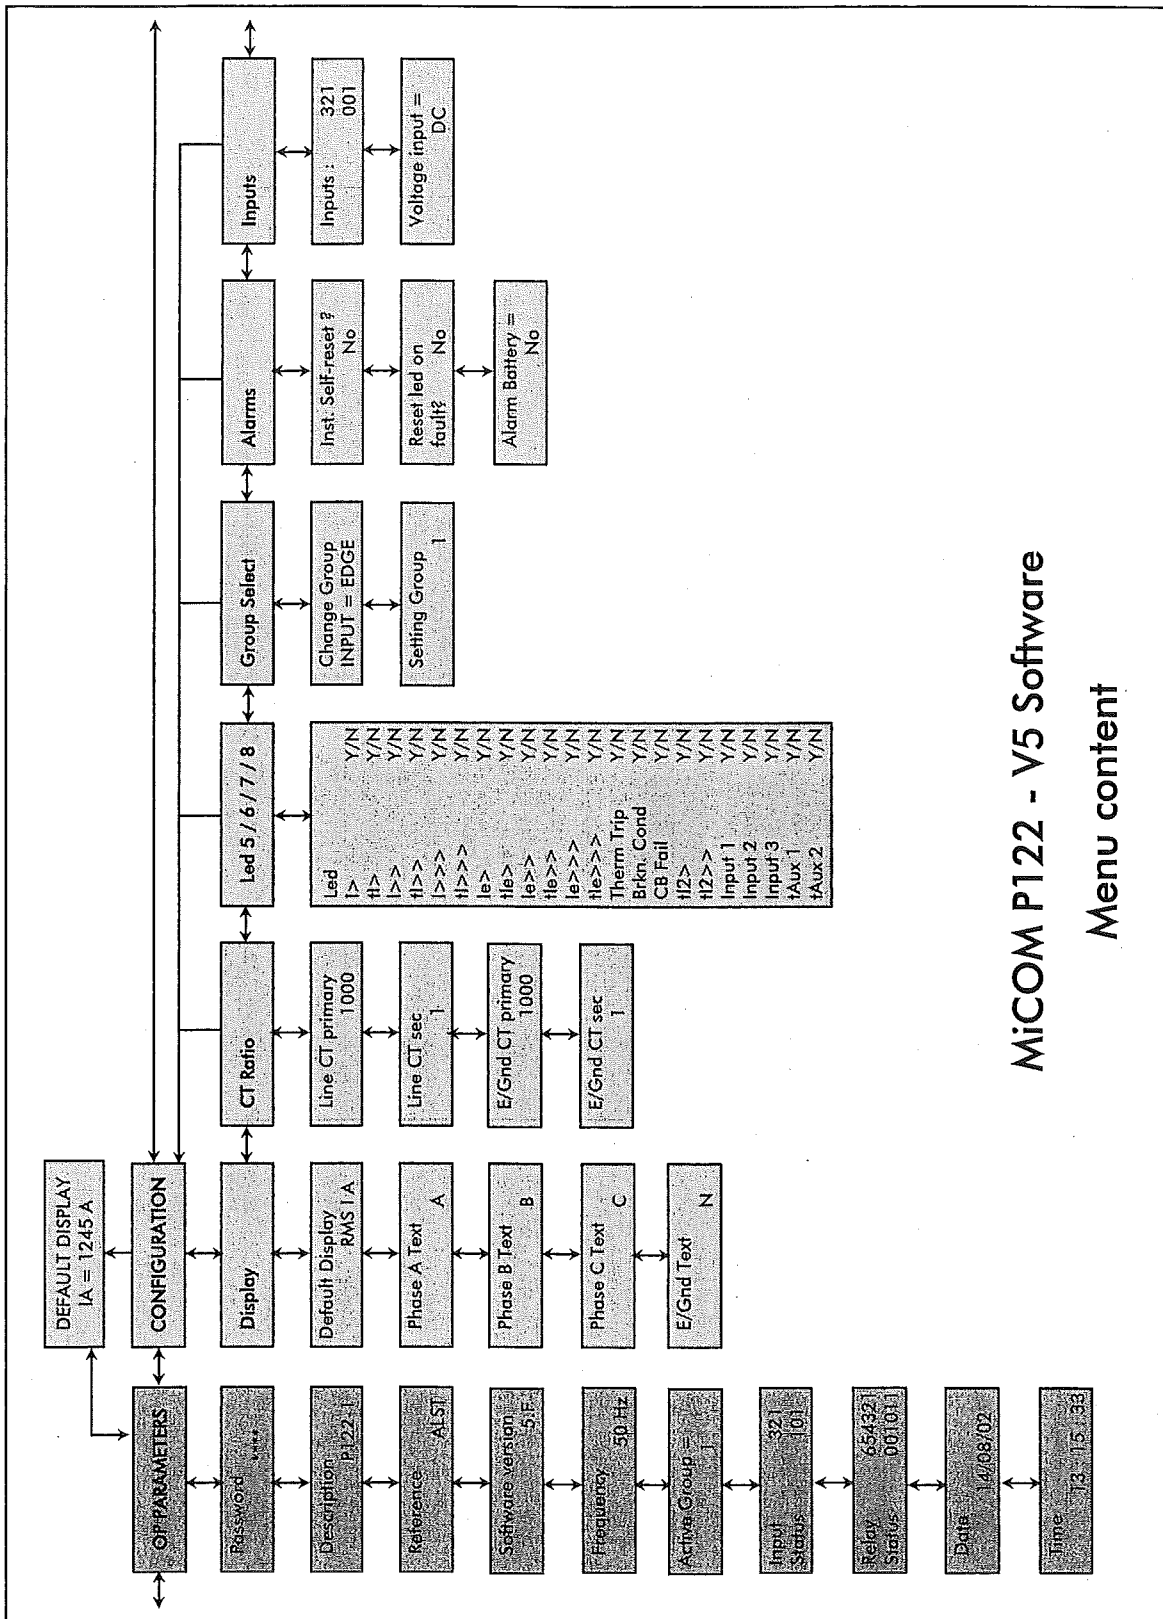 DEFAULT DISPLAY
IA = 1245 A
OP PARAMETERS
Password
****
Description
P122-1
Reference
ALST
Software version
5.F
Frequency
50 Hz
Active Group =
1
Input 321
Status 101
Relay 654321
Status 001011
Date
14/08/02
Time
13 : 15 : 33
CONFIGURATION
Display
Default Display
RMS I A
Phase A Text
A
Phase B Text
B
Phase C Text
C
E/Gnd Text
N
CT Ratio
Line CT primary
1000
Line CT sec
1
E/Gnd CT primary
1000
E/Gnd CT sec
1
Led 5 / 6 / 7 / 8
Led
I> Y/N
tI> Y/N
I>> Y/N
tI>> Y/N
I>>> Y/N
tI>>> Y/N
Ie> Y/N
tIe> Y/N
Ie>> Y/N
tIe>> Y/N
Ie>>> Y/N
tIe>>> Y/N
Therm Trip Y/N
Brkn. Cond Y/N
CB Fail Y/N
tI2> Y/N
tI2>> Y/N
Input 1 Y/N
Input 2 Y/N
Input 3 Y/N
tAux 1 Y/N
tAux 2 Y/N
Group Select
Change Group
INPUT = EDGE
Setting Group
1
Alarms
Inst. Self-reset ?
No
Reset led on
fault? No
Alarm Battery =
No
Inputs
Inputs : 321
001
Voltage input =
DC
MiCOM P122 - V5 Software
Menu content